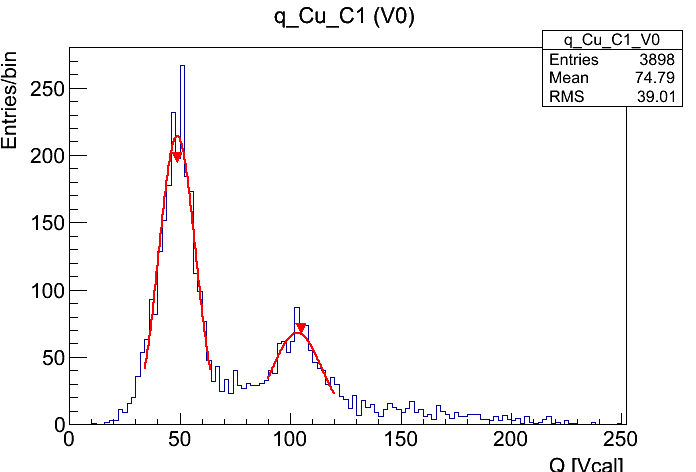 q_Cu_C1 (V0)
q_Cu_C1_V0
Entries 3898
Mean 74.79
RMS 39.01
Entries/bin
250
200
150
100
50
0
0 50 100 150 200 250
Q [Vcal]